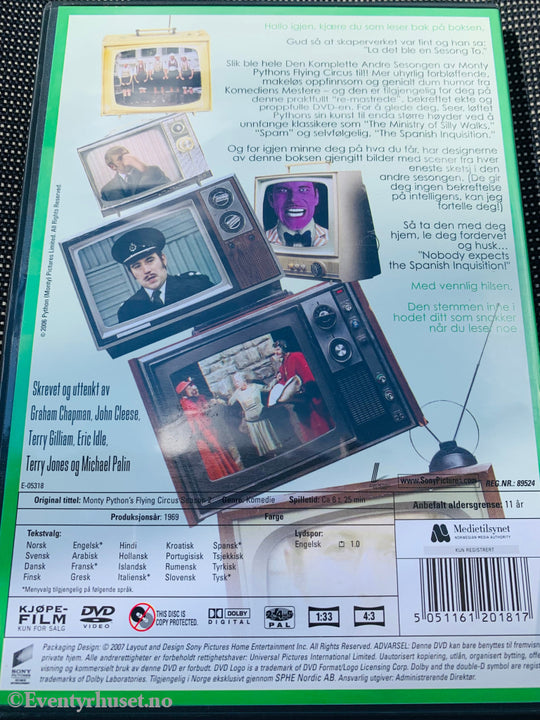 Hallo igjen, kjære du som leser bak på boksen,
Gud så at skaperverket var fint og han sa:
"La det ble en Sesong To."
Slik ble hele Den Komplette Andre Sesongen av Monty
Pythons Flying Circus till! Mer uhyrlig forbløffende,
makeløs oppfinnsom og genialt dum humor fra
Komediens Mestere – og den er tilgjengelig for deg på
denne praktfullt "re-mastrede", bekreftet ekte og
proppfulle DVD-en. For å glede deg, Seer, løftet
Pythons sin kunst til enda større høyder ved å
unnfange klassikere som "The Ministry of Silly Walks,"
"Spam" og selvfølgelig, "The Spanish Inquisition."
Og for igjen minne deg på hva du får, har designerne
av denne boksen gjengitt bilder med scener fra hver
eneste sketsj i den
andre sesongen. (De gir
deg ingen bekreftelse
på intelligens, kan jeg
fortelle deg!)
Så ta den med deg
hjem, le deg fordervet
og husk...
"Nobody expects
the Spanish Inquisition!"
Med vennlig hilsen,
Den stemmen inne i
hodet ditt som snakker
når du leser noe
© 2006 Python (Monty) Pictures Limited. All Rights Reserved
Skrevet og uttenkt av
Graham Chapman, John Cleese,
Terry Gilliam, Eric Idle,
Terry Jones og Michael Palin
E-05318
www.SonyPictures.com
REG.NR.: 89524
Original tittel: Monty Python's Flying Circus Season 2 Genre: Komedie Spilletid: Ca 6 t. 25 min
Anbefalt aldersgrense: 11 år
Produksjonsår: 1969 Farge
Tekstvalg:
Norsk Engelsk* Hindi Kroatisk Spansk*
Svensk Arabisk Hollansk Portugisisk Tsjekkisk
Dansk Fransk* Islandsk Rumensk Tyrkisk
Finsk Gresk Italiensk* Slovensk Tysk*
*Menyvalg tilgjengelig på følgende språk.
Lydspor:
Engelsk 1.0
Medietilsynet
NORWEGIAN MEDIA AUTHORITY
KUN REGISTRERT
5 051161 201817
KJØPE-
FILM
KUN FOR SALG
DVD
VIDEO
THIS DISC IS
COPY PROTECTED.
DOLBY
DIGITAL
2-4-5
PAL
1:33
4:3
SONY
PICTURES
Packaging Design: © 2007 Layout and Design Sony Pictures Home Entertainment Inc. ADVARSEL: Denne DVD kan bare benyttes til fremvisn
private hjem. Alle andrerettigheter er forbeholdt rettighetshaver: Universal Pictures International Limited. Uautorisert kopiering, utlån, organisert bytte, off
visning og kommersiell bruk av denne DVD er forbudt. DVD Logo is a trademark of DVD Format/Logo Licensing Corp. Dolby and the double-D symbol are regist
trademarks of Dolby Laboratories. Tilgjengelig i Norge eksklusivt gjennom SPHE Nordic AB. Ansvarlig utgiver: Administrerende Direktør.
© Eventyrhuset.no